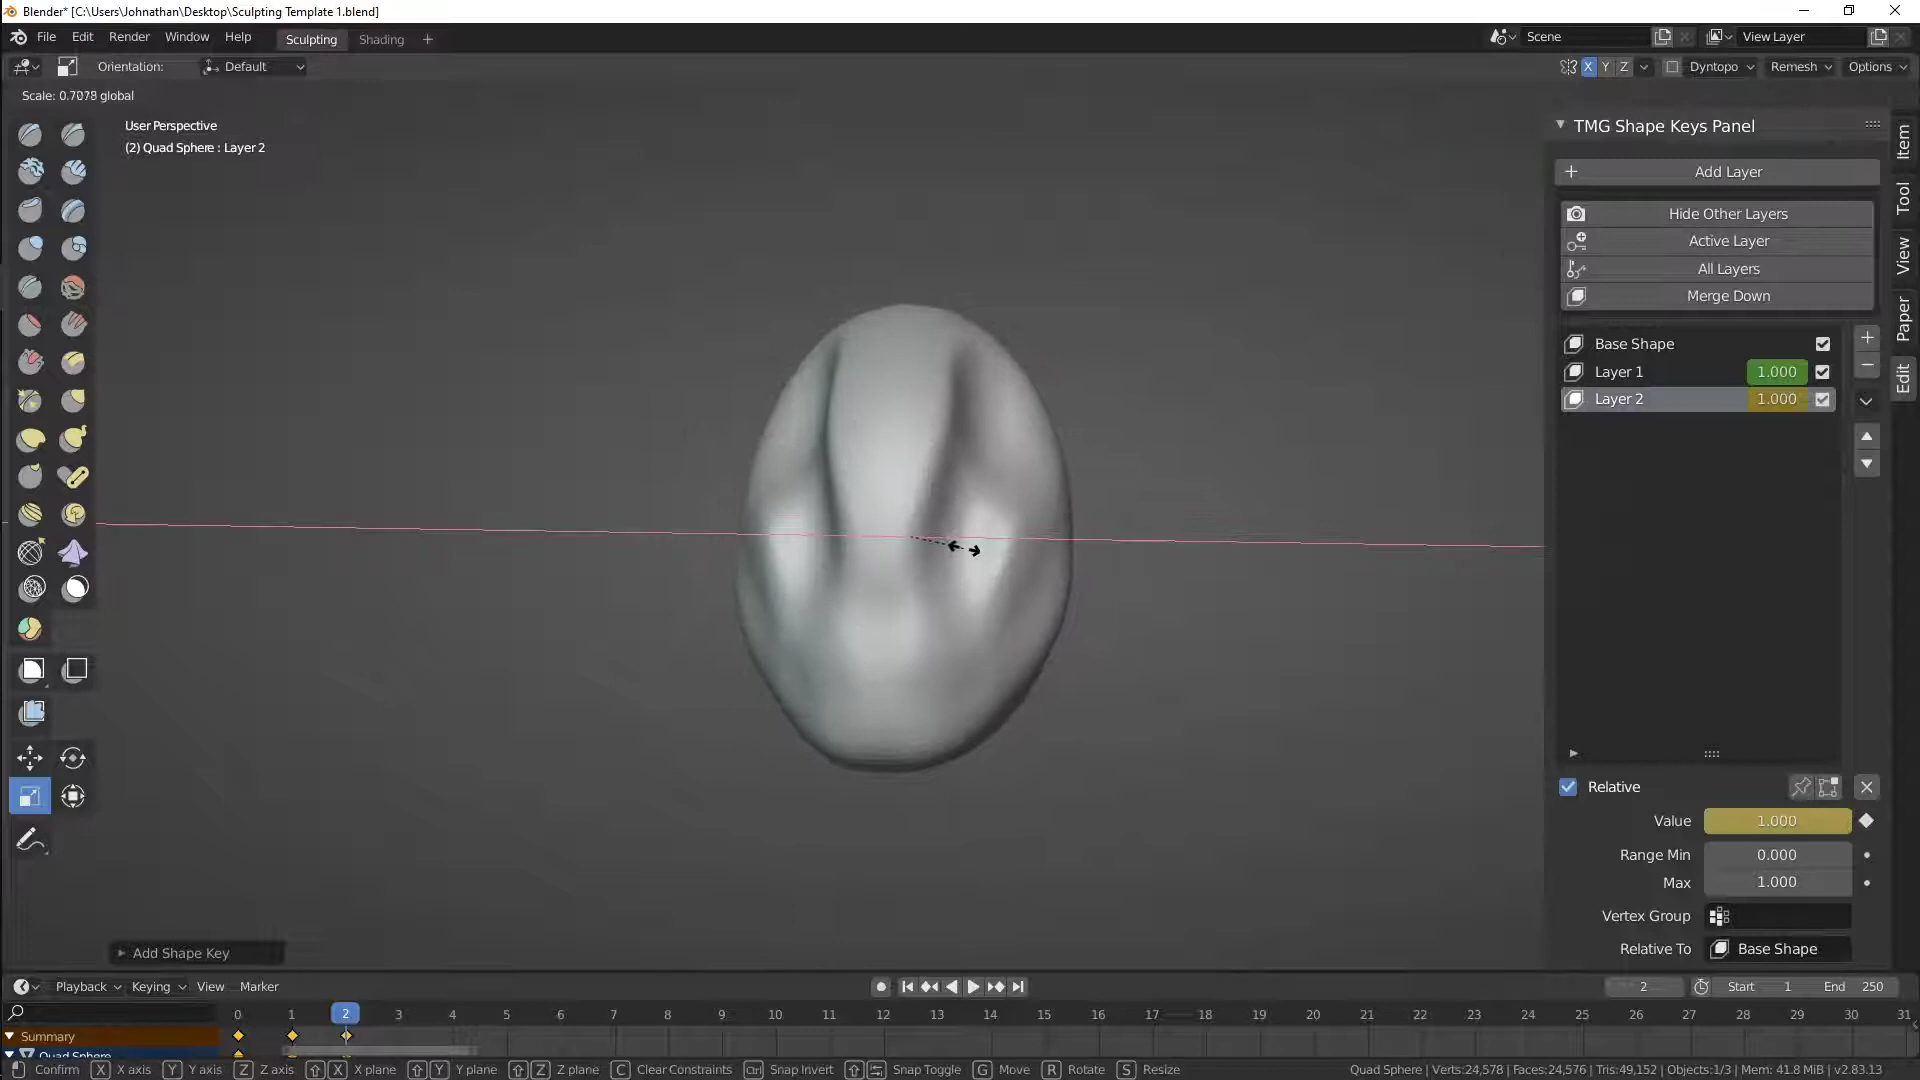 Blender* [C:\Users\Johnathan\Desktop\Sculpting Template 1.blend]
File Edit Render Window Help Sculpting Shading + Scene View Layer
Orientation: Default X Y Z Dyntopo Remesh Options
Scale: 0.7078 global
User Perspective
(2) Quad Sphere : Layer 2
TMG Shape Keys Panel
Add Layer
Hide Other Layers
Active Layer
All Layers
Merge Down
Base Shape
Layer 1 1.000
Layer 2 1.000
Item
Tool
View
Paper
Edit
Relative
Value 1.000
Range Min 0.000
Max 1.000
Vertex Group
Relative To Base Shape
Add Shape Key
Playback Keying View Marker 2 Start 1 End 250
0 1 2 3 4 5 6 7 8 9 10 11 12 13 14 15 16 17 18 19 20 21 22 23 24 25 26 27 28 29 30 31
Summary
Quad Sphere
Confirm X X axis Y Y axis Z Z axis X X plane Y Y plane Z Z plane C Clear Constraints Ctrl Snap Invert Snap Toggle G Move R Rotate S Resize Quad Sphere | Verts:24,578 | Faces:24,576 | Tris:49,152 | Objects:1/3 | Mem: 41.8 MiB | v2.83.13